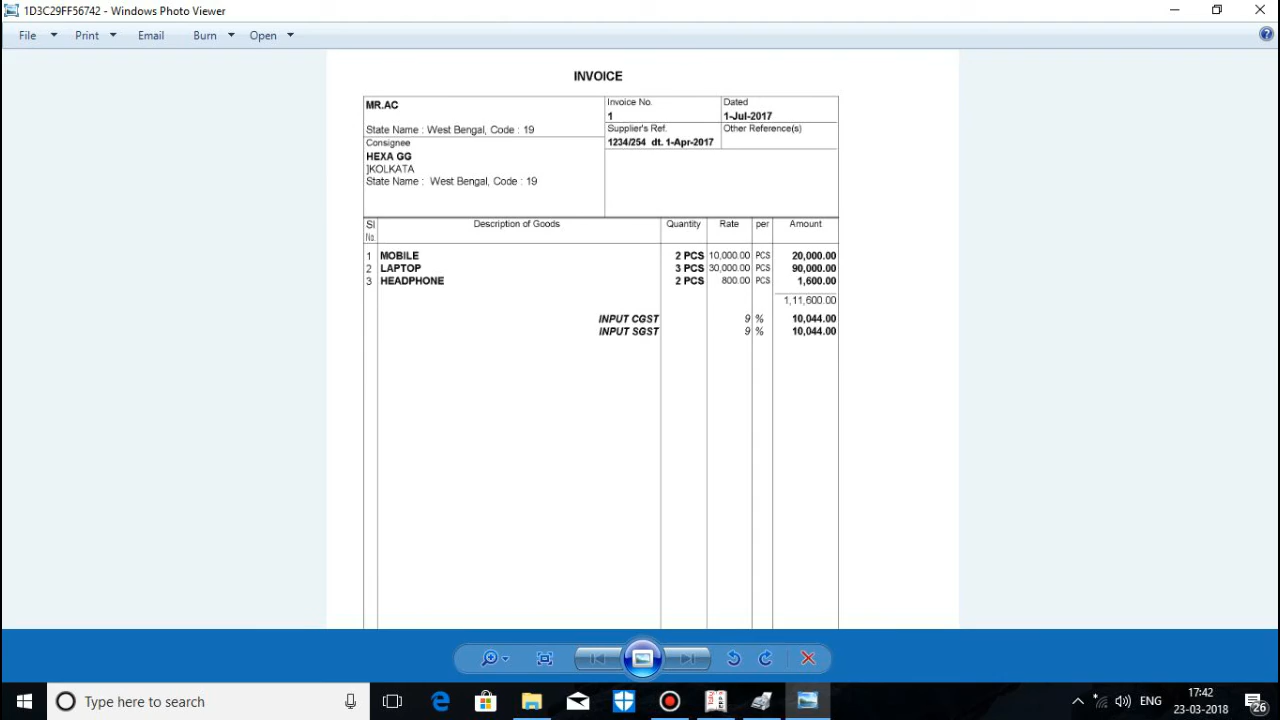 1D3C29FF56742 - Windows Photo Viewer
File Print Email Burn Open
INVOICE
MR.AC
State Name : West Bengal, Code : 19
Invoice No.
1
Dated
1-Jul-2017
Supplier's Ref.
1234/254 dt. 1-Apr-2017
Other Reference(s)
Consignee
HEXA GG
]KOLKATA
State Name : West Bengal, Code : 19
Sl No. Description of Goods Quantity Rate per Amount
1 MOBILE 2 PCS 10,000.00 PCS 20,000.00
2 LAPTOP 3 PCS 30,000.00 PCS 90,000.00
3 HEADPHONE 2 PCS 800.00 PCS 1,600.00
1,11,600.00
INPUT CGST 9 % 10,044.00
INPUT SGST 9 % 10,044.00
Type here to search
ENG
17:42
23-03-2018
26